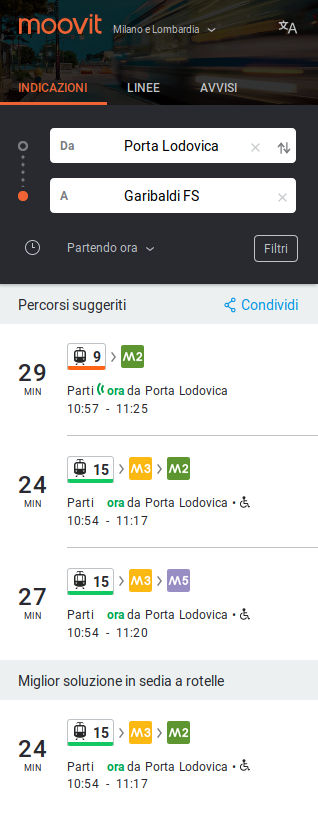 moovit
Milano e Lombardia
文A
INDICAZIONI LINEE AVVISI
Da Porta Lodovica
A Garibaldi FS
Partendo ora Filtri
Percorsi suggeriti Condividi
29 MIN
9 > M2
Parti ora da Porta Lodovica
10:57 - 11:25
24 MIN
15 > M3 > M2
Parti ora da Porta Lodovica •
10:54 - 11:17
27 MIN
15 > M3 > M5
Parti ora da Porta Lodovica •
10:54 - 11:20
Miglior soluzione in sedia a rotelle
24 MIN
15 > M3 > M2
Parti ora da Porta Lodovica •
10:54 - 11:17